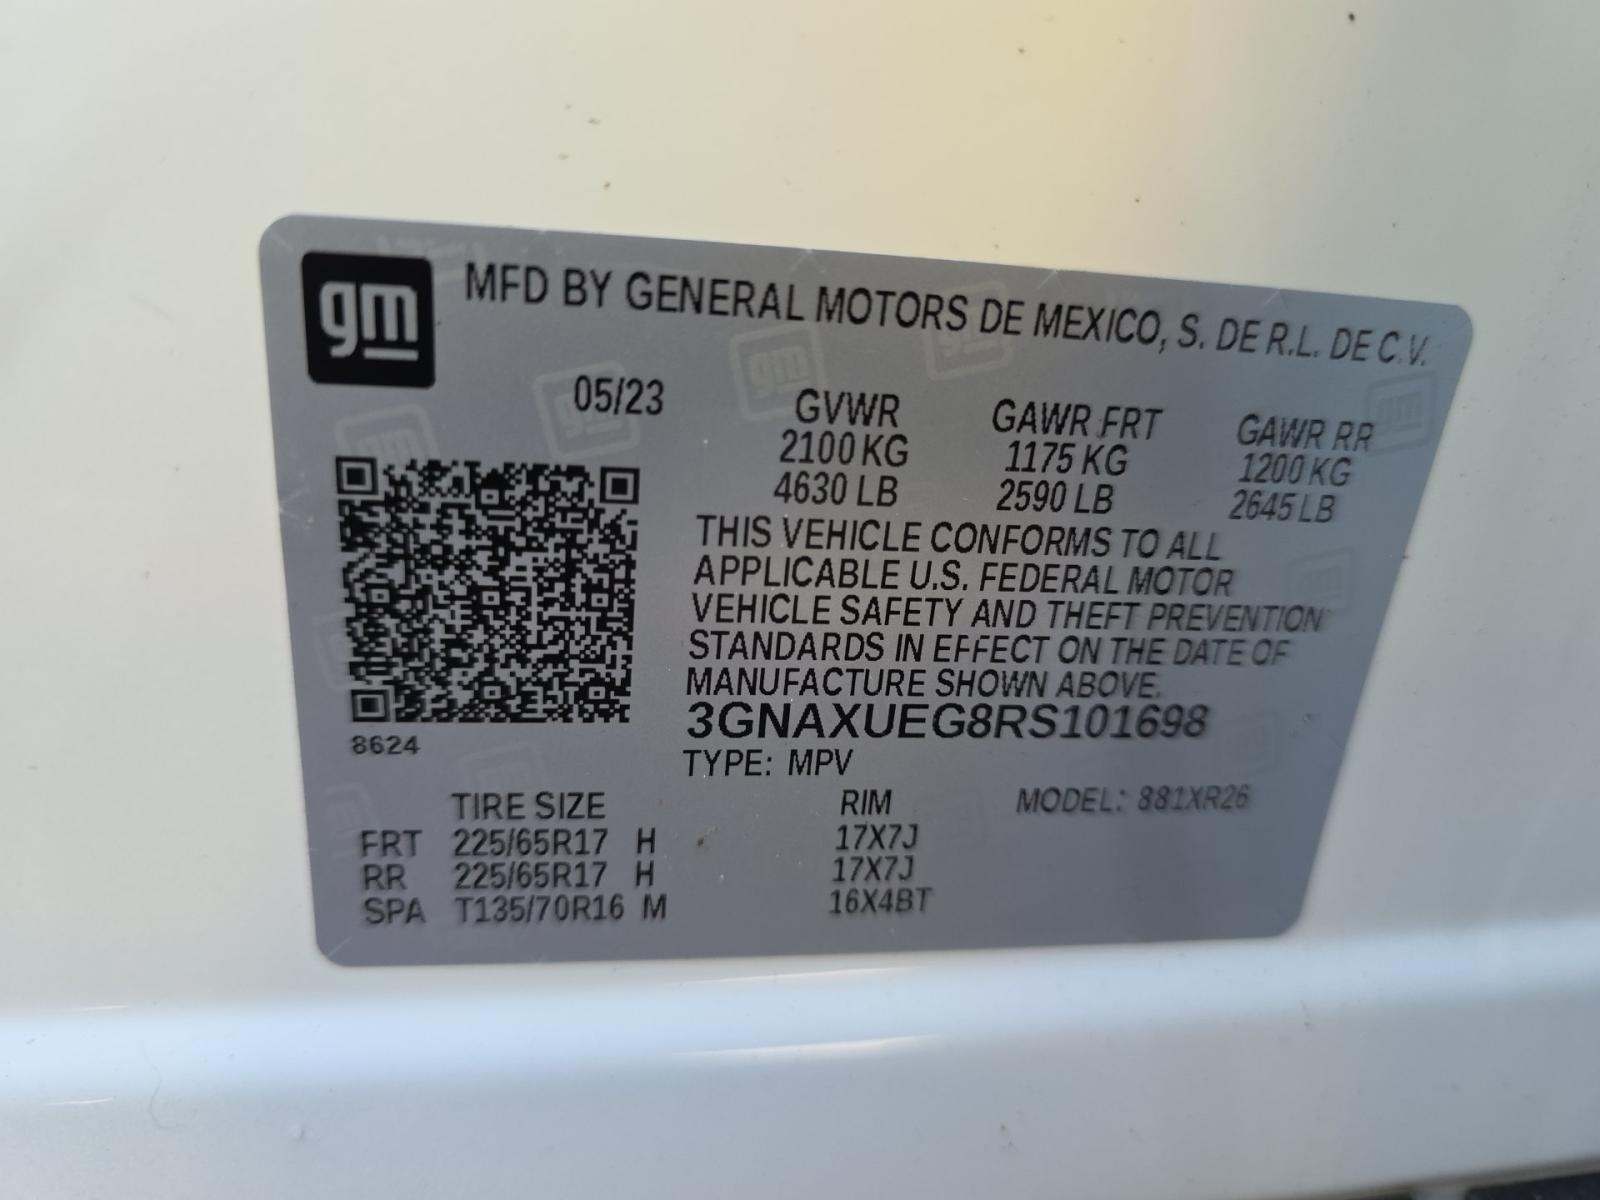 gm MFD BY GENERAL MOTORS DE MEXICO, S. DE R.L. DE C.V.
05/23 GVWR GAWR FRT GAWR RR
2100 KG 1175 KG 1200 KG
4630 LB 2590 LB 2645 LB
THIS VEHICLE CONFORMS TO ALL
APPLICABLE U.S. FEDERAL MOTOR
VEHICLE SAFETY AND THEFT PREVENTION
STANDARDS IN EFFECT ON THE DATE OF
MANUFACTURE SHOWN ABOVE.
3GNAXUEG8RS101698
8624
TYPE: MPV
TIRE SIZE RIM MODEL: 881XR26
FRT 225/65R17 H 17X7J
RR 225/65R17 H 17X7J
SPA T135/70R16 M 16X4BT